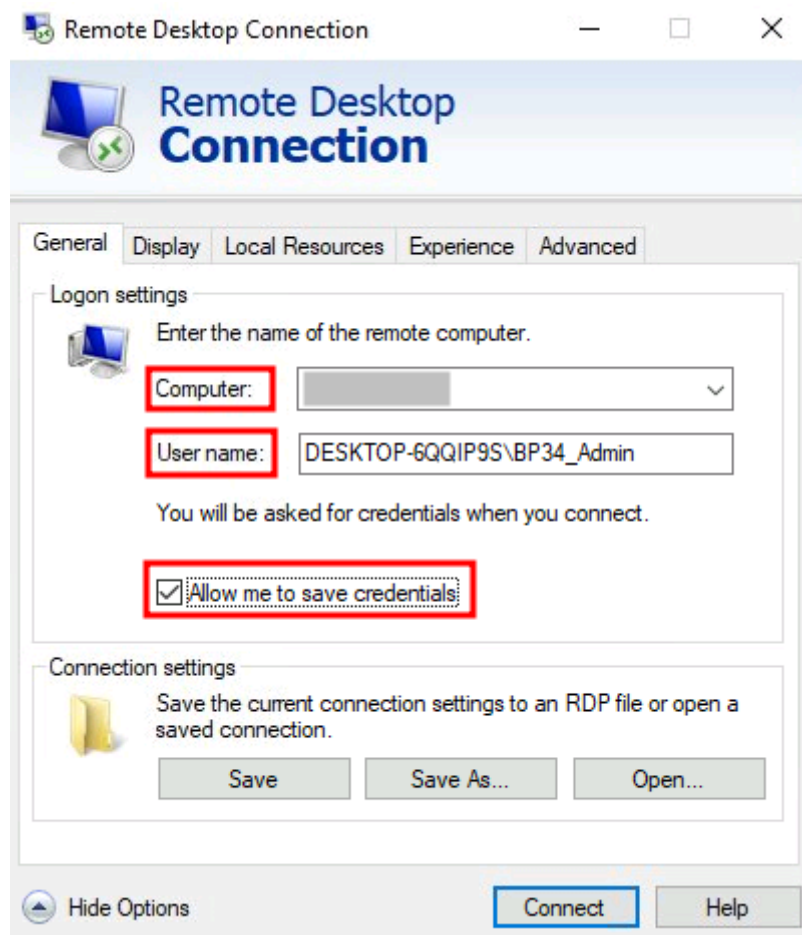 Remote Desktop Connection
Remote Desktop
Connection
General Display Local Resources Experience Advanced
Logon settings
Enter the name of the remote computer.
Computer:
User name: DESKTOP-6QQIP9S\BP34_Admin
You will be asked for credentials when you connect.
Allow me to save credentials
Connection settings
Save the current connection settings to an RDP file or open a
saved connection.
Save Save As... Open...
Hide Options Connect Help